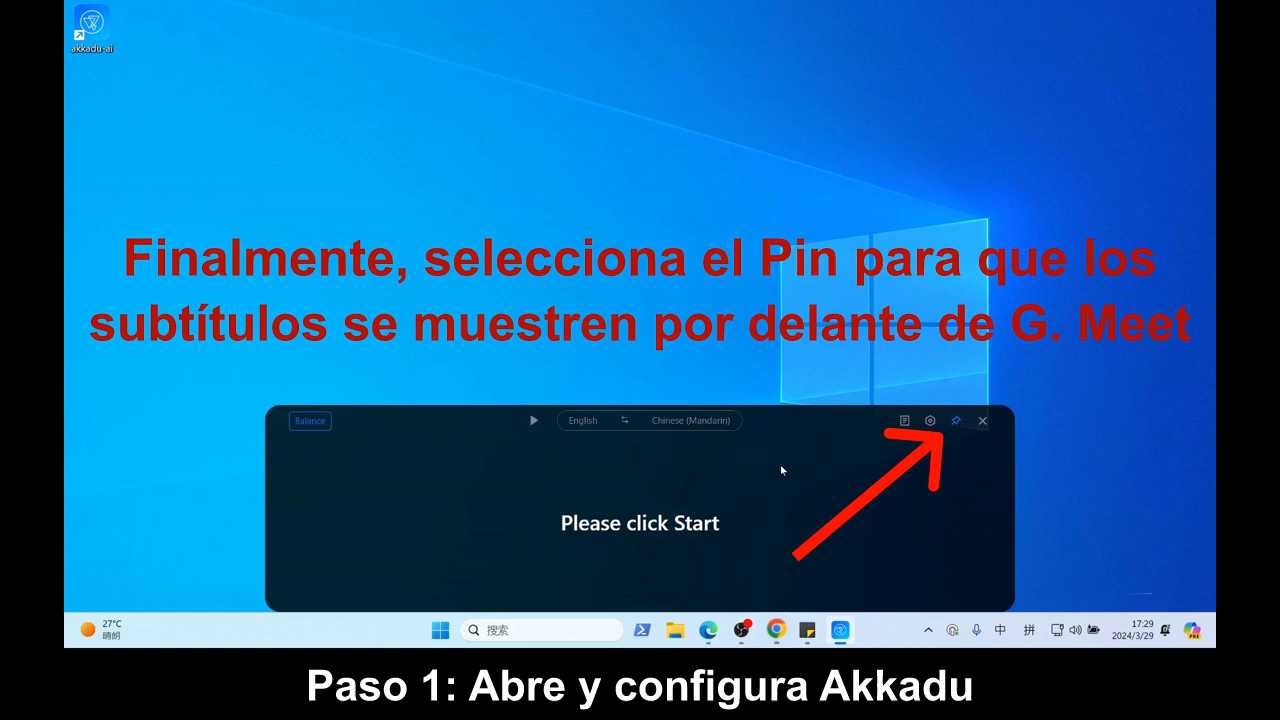 akkadu-ai
Finalmente, selecciona el Pin para que los
subtítulos se muestren por delante de G. Meet
Balance
English
Chinese (Mandarin)
Please click Start
27°C
晴朗
搜索
中
拼
17:29
2024/3/29
PRE
Paso 1: Abre y configura Akkadu